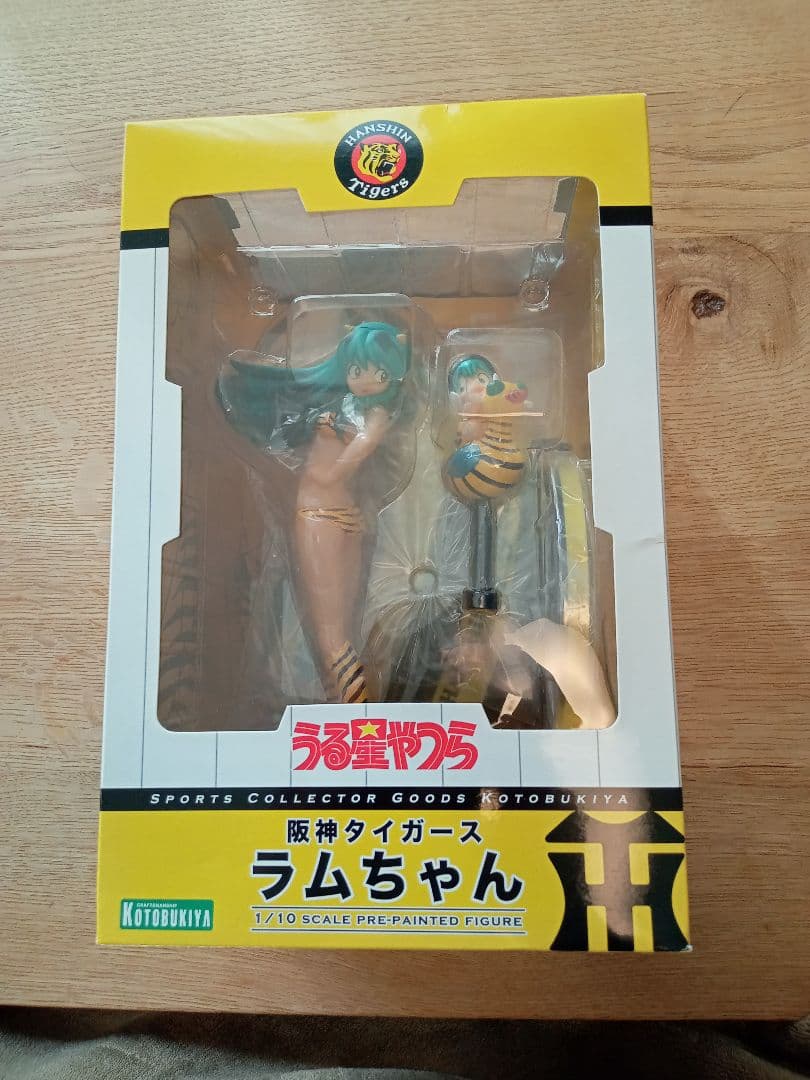 HANSHIN
Tigers
うる星やつら
SPORTS COLLECTOR GOODS KOTOBUKIYA
阪神タイガース
ラムちゃん
1/10 SCALE PRE-PAINTED FIGURE
CRAFTSMANSHIP
KOTOBUKIYA